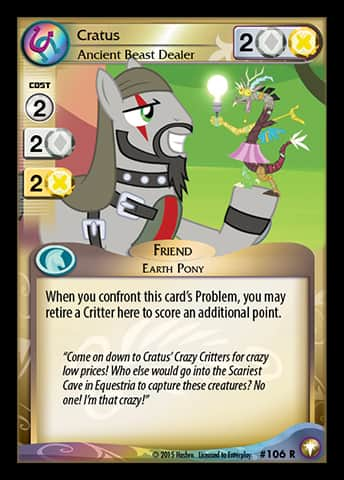 Cratus
Ancient Beast Dealer
2
COST
2
2
2
FRIEND
EARTH PONY
When you confront this card's Problem, you may
retire a Critter here to score an additional point.
"Come on down to Cratus' Crazy Critters for crazy
low prices! Who else would go into the Scariest
Cave in Equestria to capture these creatures? No
one! I'm that crazy!"
© 2015 Hasbro. Licensed to Enterplay. #106 R